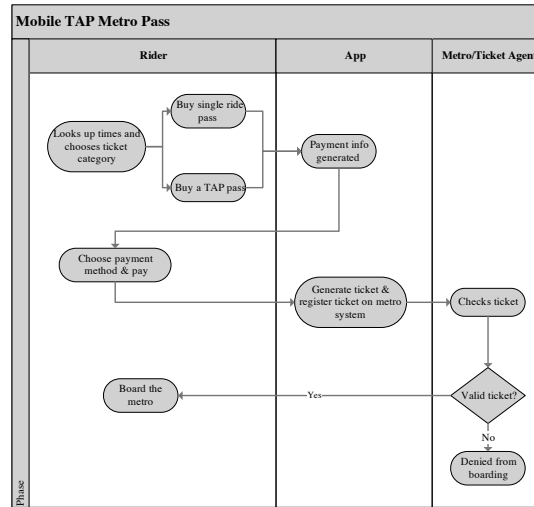 Mobile TAP Metro Pass
Rider
App
Metro/Ticket Agent
Phase
Looks up times and
chooses ticket
category
Buy single ride
pass
Buy a TAP pass
Payment info
generated
Choose payment
method & pay
Generate ticket &
register ticket on metro
system
Checks ticket
Valid ticket?
Yes
Board the
metro
No
Denied from
boarding